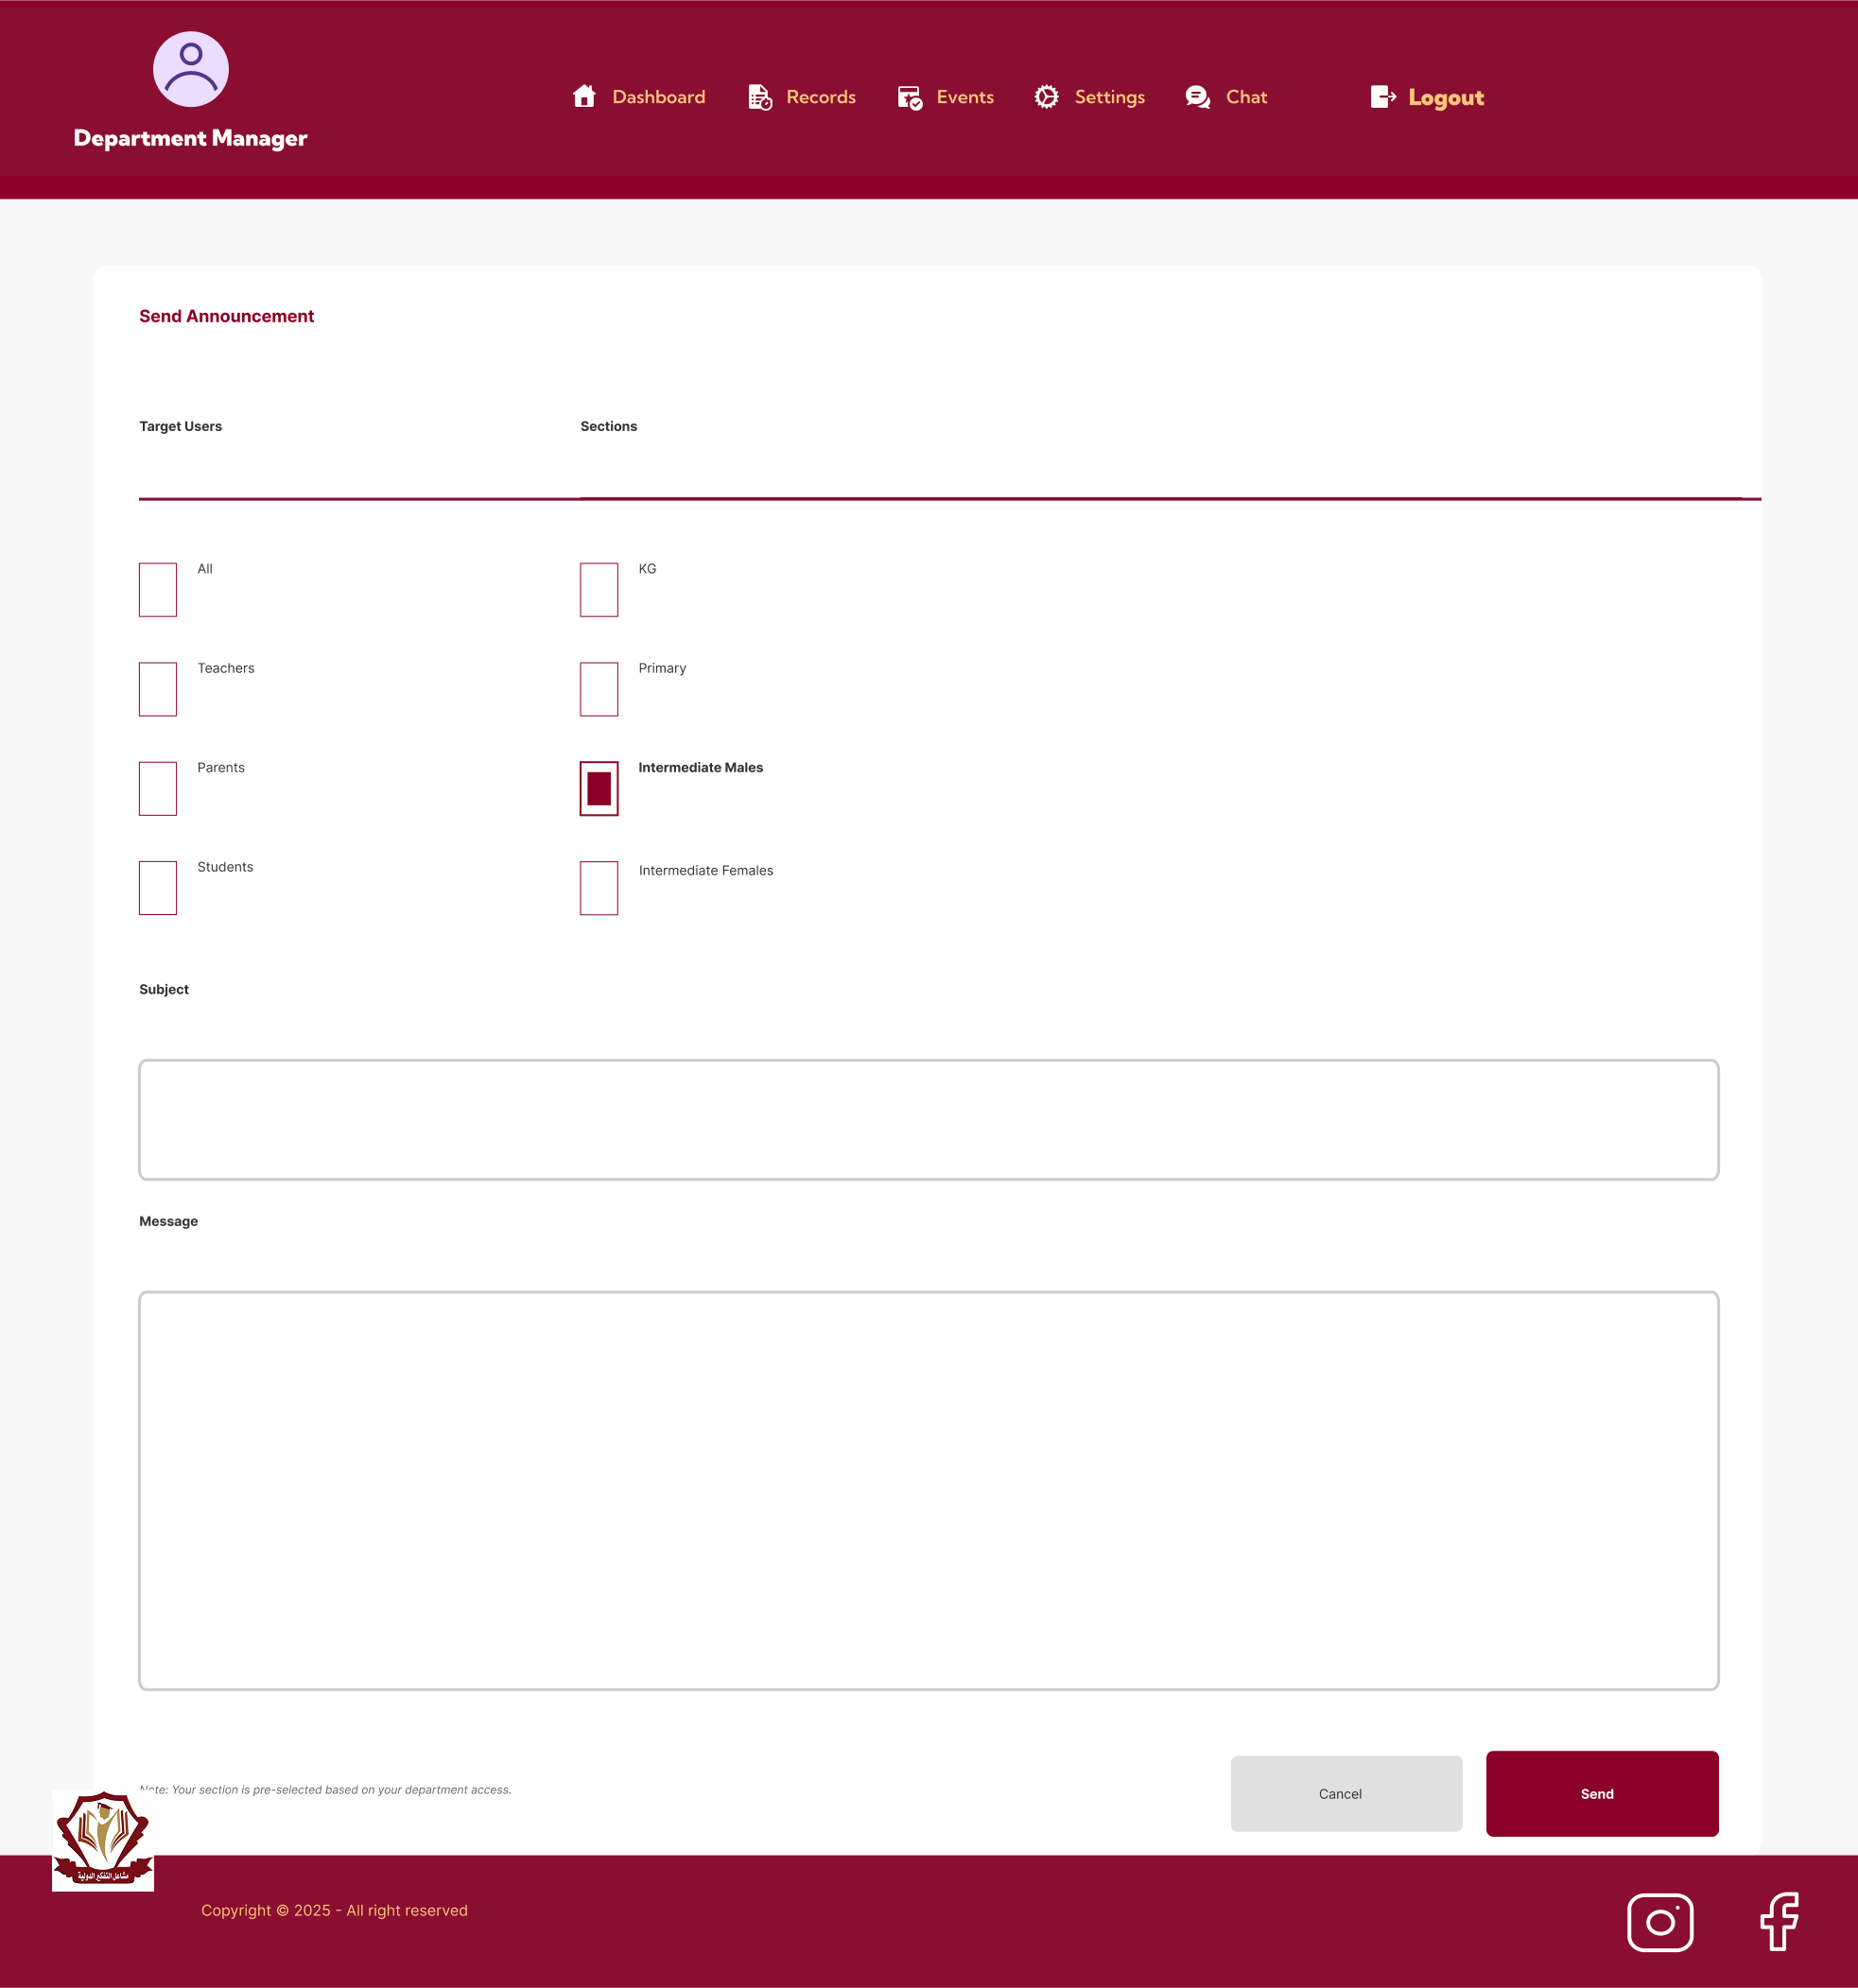 Department Manager
Dashboard
Records
Events
Settings
Chat
Logout
Send Announcement
Target Users
Sections
All
KG
Teachers
Primary
Parents
Intermediate Males
Students
Intermediate Females
Subject
Message
Note: Your section is pre-selected based on your department access.
Cancel
Send
مشاعل التفكير الدولية
Copyright © 2025 - All right reserved